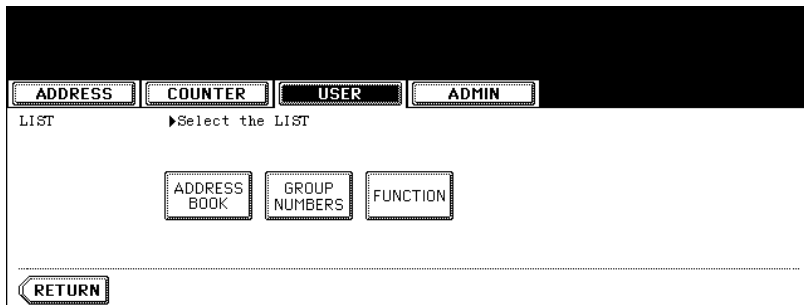 ADDRESS COUNTER USER ADMIN
LIST ▶Select the LIST
ADDRESS BOOK
GROUP NUMBERS
FUNCTION
RETURN